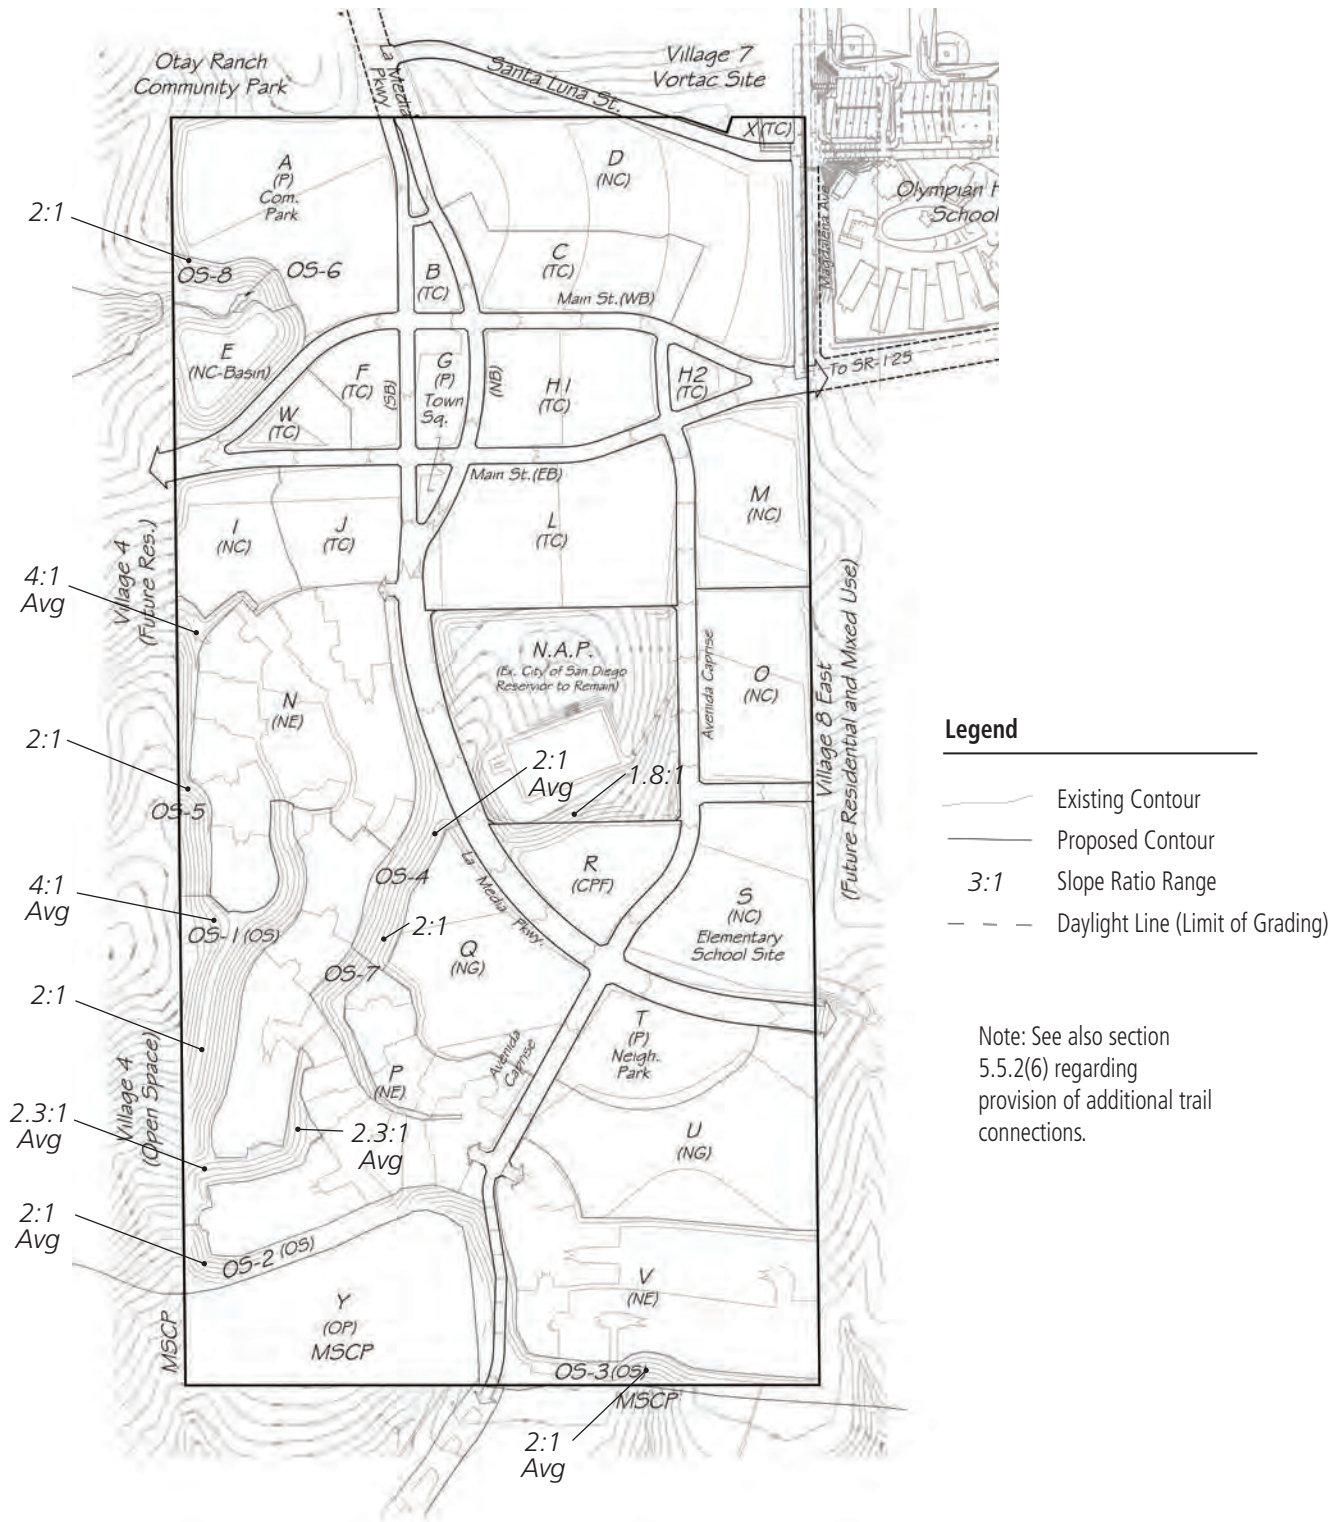 Otay Ranch
Community Park
La Media
Pkwy
Santa Luna St.
Village 7
Vortac Site
X (TC)
A
(P)
Com.
Park
D
(NC)
Olympian H
School
Magdalena Ave
2:1
OS-8
OS-6
B
(TC)
C
(TC)
Main St.(WB)
E
(NC-Basin)
F
(TC)
(SB)
G
(P)
Town
Sq.
(NB)
H1
(TC)
H2
(TC)
To SR-125
W
(TC)
Main St.(EB)
I
(NC)
J
(TC)
L
(TC)
M
(NC)
Village 4
(Future Res.)
4:1
Avg
N.A.P.
(Ex. City of San Diego
Reservior to Remain)
Avenida Caprise
O
(NC)
Village 8 East
(Future Residential and Mixed Use)
N
(NE)
2:1
OS-5
2:1
Avg
1.8:1
Legend
Existing Contour
Proposed Contour
3:1 Slope Ratio Range
Daylight Line (Limit of Grading)
4:1
Avg
OS-1 (OS)
OS-4
La Media Pkwy.
R
(CPF)
S
(NC)
Elementary
School Site
2:1
Q
(NG)
OS-7
2:1
T
(P)
Neigh.
Park
Avenida
Caprise
P
(NE)
Note: See also section
5.5.2(6) regarding
provision of additional trail
connections.
Village 4
(Open Space)
2.3:1
Avg
2.3:1
Avg
U
(NG)
2:1
Avg
OS-2 (OS)
V
(NE)
Y
(OP)
MSCP
MSCP
OS-3 (OS)
MSCP
2:1
Avg